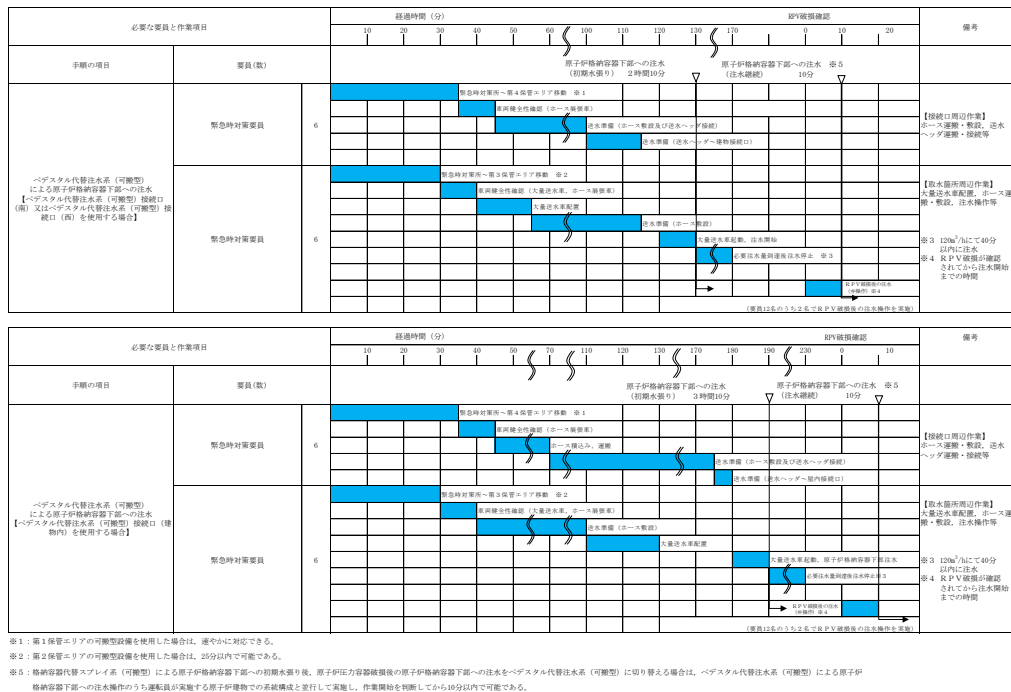 必要な要員と作業項目
経過時間（分）
RPV破損確認
備考
10 20 30 40 50 60 100 110 120 130 170 0 10 20
手順の項目
要員(数)
原子炉格納容器下部への注水
（初期水張り） 2時間10分
原子炉格納容器下部への注水 ※5
（注水継続） 10分
ペデスタル代替注水系（可搬型）
による原子炉格納容器下部への注水
【ペデスタル代替注水系（可搬型）接続口
（南）又はペデスタル代替注水系（可搬型）接
続口（西）を使用する場合】
緊急時対策要員
6
緊急時対策所～第4保管エリア移動 ※1
車両健全性確認（ホース展張車）
送水準備（ホース敷設及び送水ヘッダ接続）
送水準備（送水ヘッダ～建物接続口）
【接続口周辺作業】
ホース運搬・敷設，送水
ヘッダ運搬・接続等
緊急時対策要員
6
緊急時対策所～第3保管エリア移動 ※2
車両健全性確認（大量送水車，ホース展張車）
大量送水車配置
送水準備（ホース敷設）
大量送水車起動，注水開始
必要注水量到達後注水停止 ※3
RPV破損後の注水
（弁操作）※4
（要員12名のうち2名でRPV破損後の注水操作を実施）
【取水箇所周辺作業】
大量送水車配置，ホース運
搬・敷設，注水操作等
※3 120m³/hにて40分
以内に注水
※4 RPV破損が確認
されてから注水開始
までの時間
必要な要員と作業項目
経過時間（分）
RPV破損確認
備考
10 20 30 40 50 70 110 120 130 170 180 190 230 0 10
手順の項目
要員(数)
原子炉格納容器下部への注水
（初期水張り） 3時間10分
原子炉格納容器下部への注水 ※5
（注水継続） 10分
ペデスタル代替注水系（可搬型）
による原子炉格納容器下部への注水
【ペデスタル代替注水系（可搬型）接続口（建
物内）を使用する場合】
緊急時対策要員
6
緊急時対策所～第4保管エリア移動 ※1
車両健全性確認（ホース展張車）
ホース積込み，運搬
送水準備（ホース敷設及び送水ヘッダ接続）
送水準備（送水ヘッダ～屋内接続口）
【接続口周辺作業】
ホース運搬・敷設，送水
ヘッダ運搬・接続等
緊急時対策要員
6
緊急時対策所～第3保管エリア移動 ※2
車両健全性確認（大量送水車，ホース展張車）
送水準備（ホース敷設）
大量送水車配置
大量送水車起動，原子炉格納容器下部注水
必要注水量到達後注水停止※3
RPV破損後の注水
（弁操作）※4
（要員12名のうち2名でRPV破損後の注水操作を実施）
【取水箇所周辺作業】
大量送水車配置，ホース運
搬・敷設，注水操作等
※3 120m³/hにて40分
以内に注水
※4 RPV破損が確認
されてから注水開始
までの時間
※1：第1保管エリアの可搬型設備を使用した場合は，速やかに対応できる。
※2：第2保管エリアの可搬型設備を使用した場合は，25分以内で可能である。
※5：格納容器代替スプレイ系（可搬型）による原子炉格納容器下部への初期水張り後，原子炉圧力容器破損後の原子炉格納容器下部への注水をペデスタル代替注水系（可搬型）に切り替える場合は，ペデスタル代替注水系（可搬型）による原子炉
格納容器下部への注水操作のうち運転員が実施する原子炉建物での系統構成と並行して実施し，作業開始を判断してから10分以内で可能である。